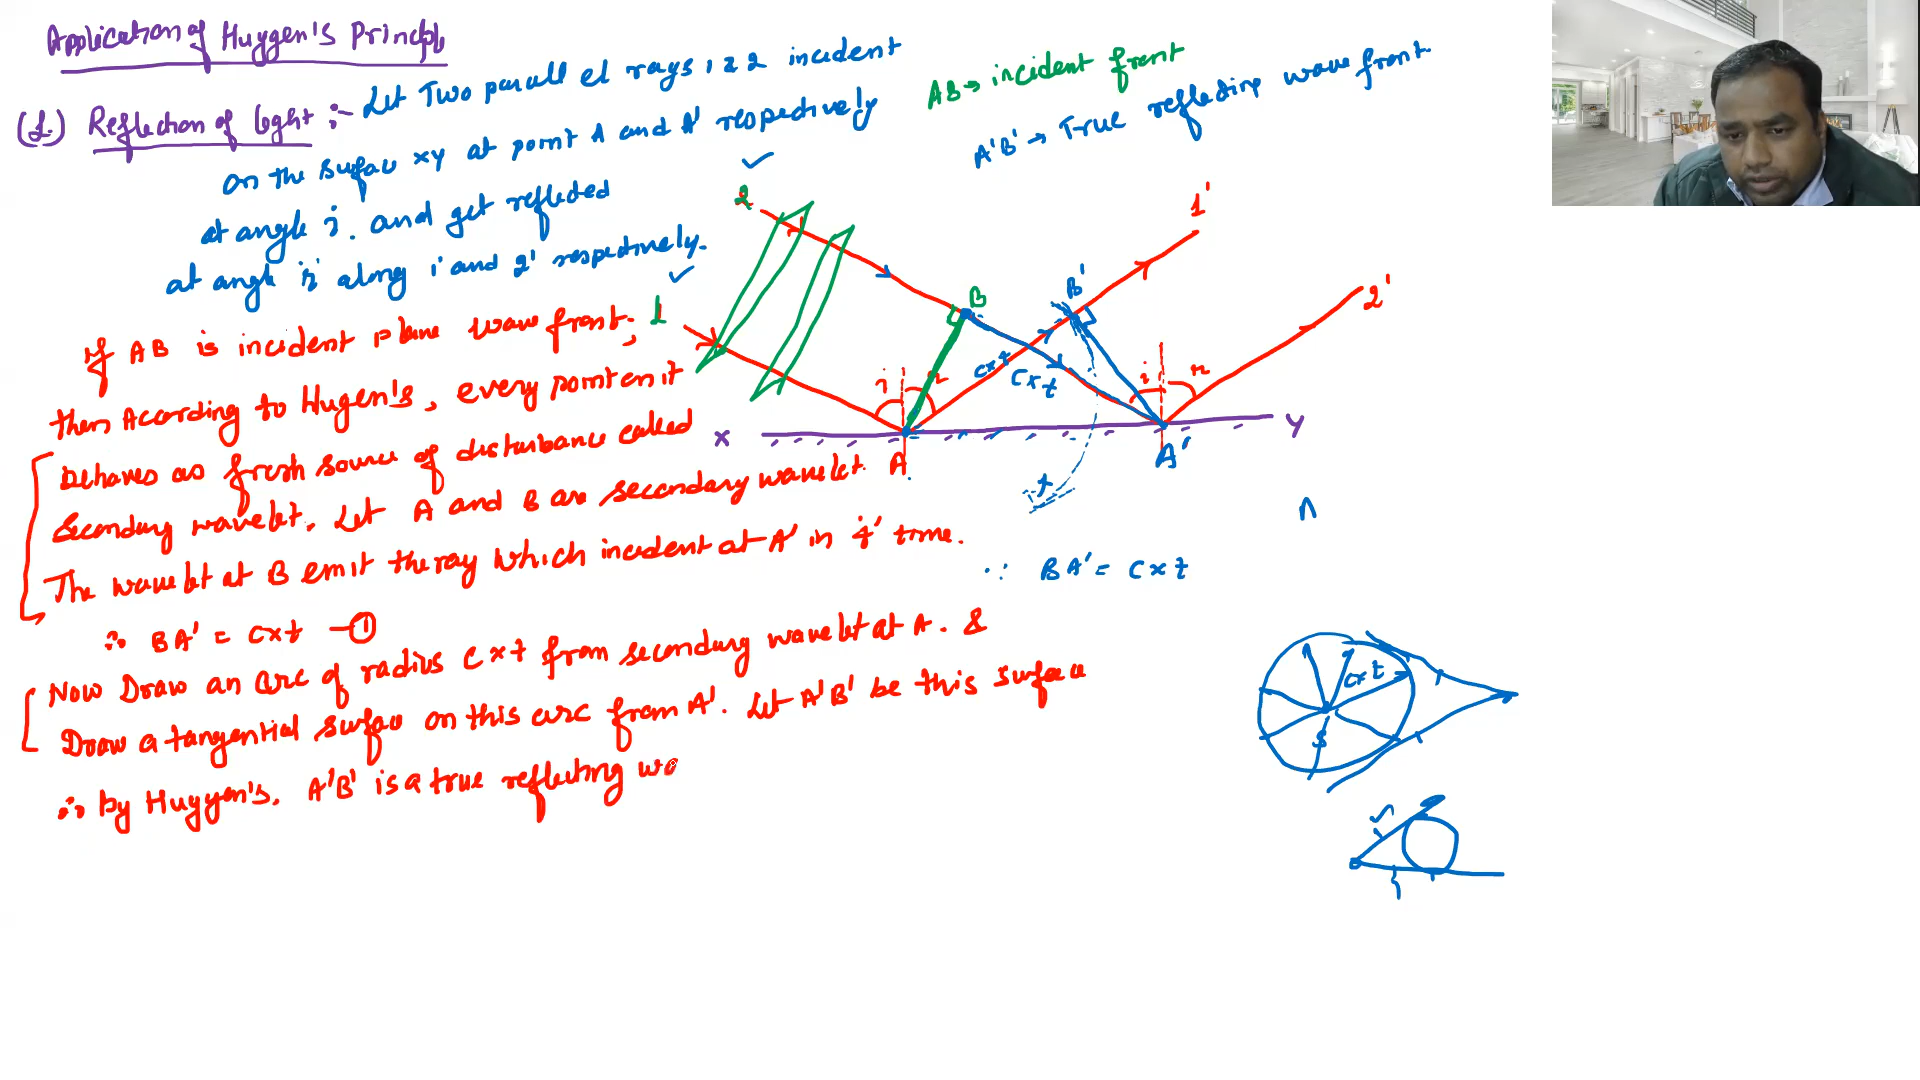 Application of Huygen's Principle
(1.) Reflection of light :- Let Two parallel rays 1 & 2 incident
on the surface xy at point A and A' respectively
at angle i. and get reflected
at angle 'r' along 1' and 2' respectively.
If AB is incident plane wave front,
then According to Hugen's, every point on it
behaves as fresh source of disturbance called
Secondary wavelet. Let A and B are secondary wavelet.
The wavelet at B emit the ray which incident at A' in 't' time.
∴ BA' = c×t —①
Now Draw an arc of radius c×t from secondary wavelet at A. &
Draw a tangential surface on this arc from A'. Let A'B' be this surface
∴ by Huygen's. A'B' is a true reflecting wa
AB → incident front
A'B' → True reflecting wave front
2
1
1'
2'
B
B'
i
r
c×t
c×t
i
r
X
Y
A
A'
∵ BA' = c×t
c×t
S